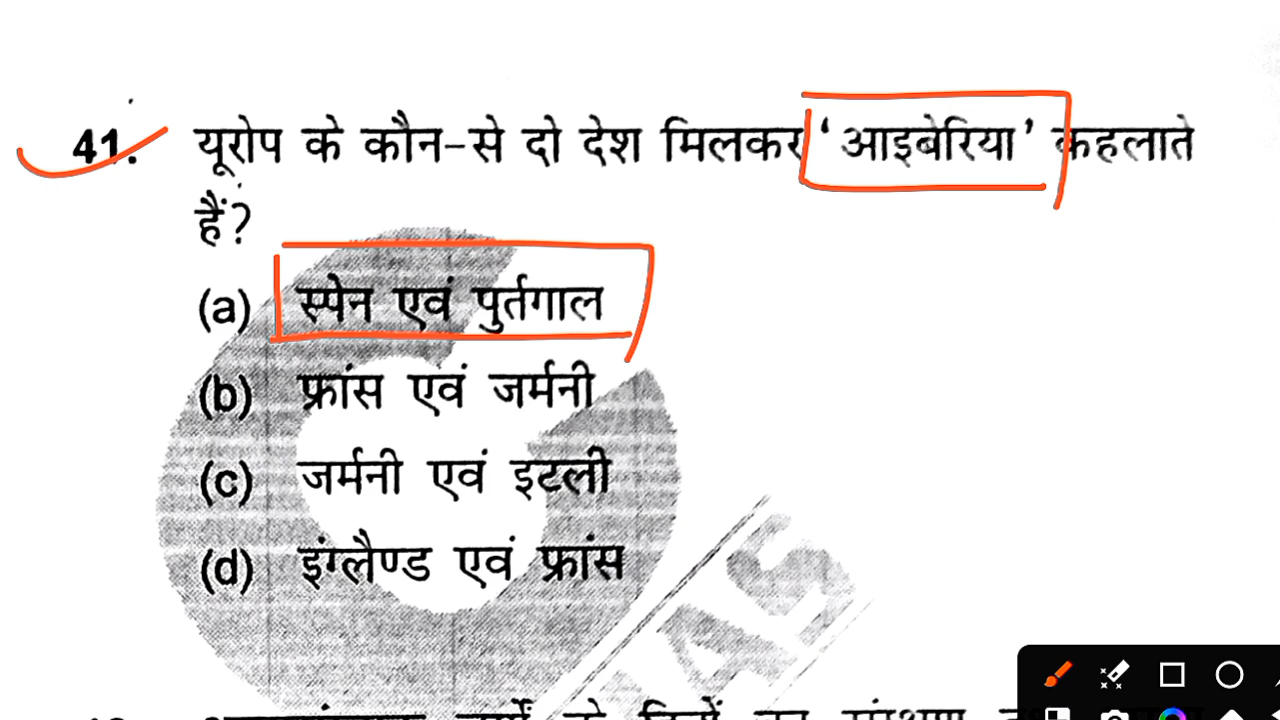 41. यूरोप के कौन-से दो देश मिलकर 'आइबेरिया' कहलाते
हैं?
(a) स्पेन एवं पुर्तगाल
(b) फ्रांस एवं जर्मनी
(c) जर्मनी एवं इटली
(d) इंग्लैण्ड एवं फ्रांस